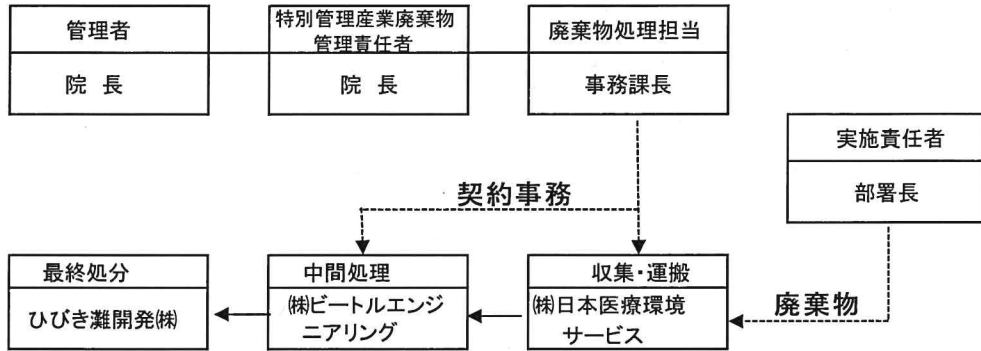 管理者
院 長
特別管理産業廃棄物
管理責任者
院 長
廃棄物処理担当
事務課長
実施責任者
部署長
契約事務
最終処分
ひびき灘開発㈱
中間処理
㈱ビートルエンジ
ニアリング
収集・運搬
㈱日本医療環境
サービス
廃棄物